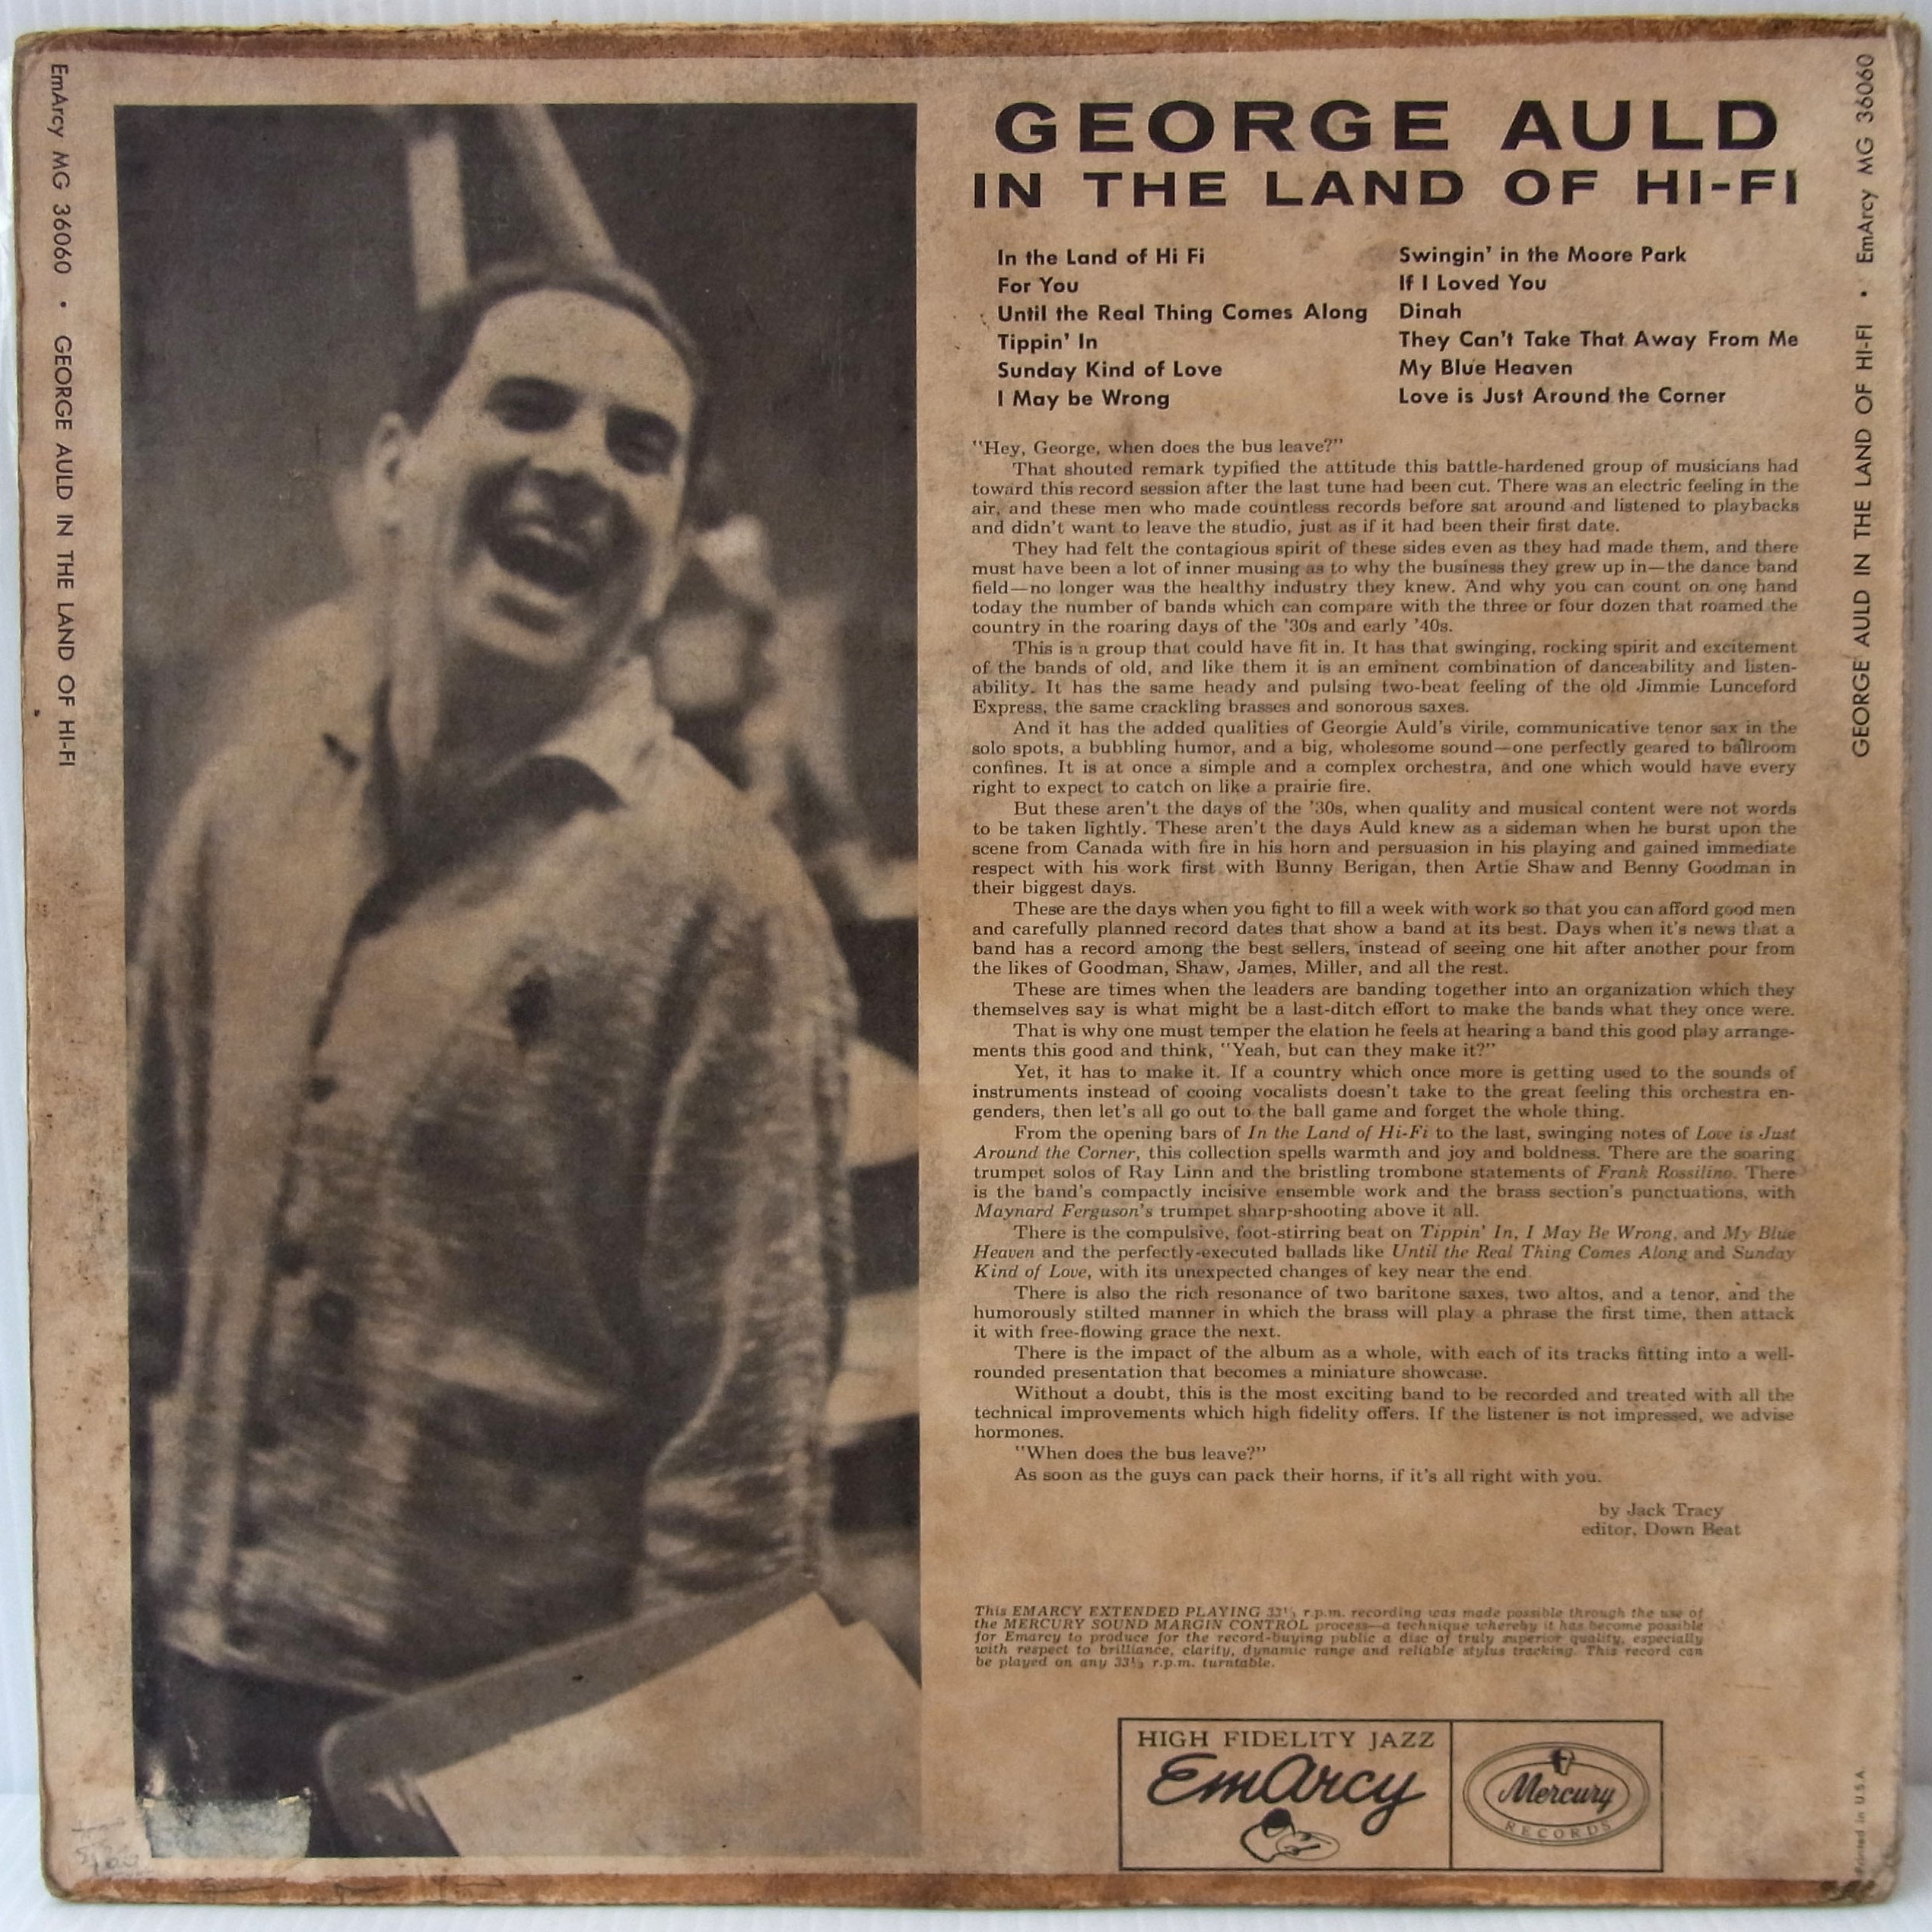 EmArcy MG 36060 • GEORGE AULD IN THE LAND OF HI-FI
GEORGE AULD
IN THE LAND OF HI-FI
In the Land of Hi Fi
For You
Until the Real Thing Comes Along
Tippin' In
Sunday Kind of Love
I May be Wrong
Swingin' in the Moore Park
If I Loved You
Dinah
They Can't Take That Away From Me
My Blue Heaven
Love is Just Around the Corner
"Hey, George, when does the bus leave?"
That shouted remark typified the attitude this battle-hardened group of musicians had
toward this record session after the last tune had been cut. There was an electric feeling in the
air, and these men who made countless records before sat around and listened to playbacks
and didn't want to leave the studio, just as if it had been their first date.
They had felt the contagious spirit of these sides even as they had made them, and there
must have been a lot of inner musing as to why the business they grew up in—the dance band
field—no longer was the healthy industry they knew. And why you can count on one hand
today the number of bands which can compare with the three or four dozen that roamed the
country in the roaring days of the '30s and early '40s.
This is a group that could have fit in. It has that swinging, rocking spirit and excitement
of the bands of old, and like them it is an eminent combination of danceability and listen-
ability. It has the same heady and pulsing two-beat feeling of the old Jimmie Lunceford
Express, the same crackling brasses and sonorous saxes.
And it has the added qualities of Georgie Auld's virile, communicative tenor sax in the
solo spots, a bubbling humor, and a big, wholesome sound—one perfectly geared to ballroom
confines. It is at once a simple and a complex orchestra, and one which would have every
right to expect to catch on like a prairie fire.
But these aren't the days of the '30s, when quality and musical content were not words
to be taken lightly. These aren't the days Auld knew as a sideman when he burst upon the
scene from Canada with fire in his horn and persuasion in his playing and gained immediate
respect with his work first with Bunny Berigan, then Artie Shaw and Benny Goodman in
their biggest days.
These are the days when you fight to fill a week with work so that you can afford good men
and carefully planned record dates that show a band at its best. Days when it's news that a
band has a record among the best sellers, instead of seeing one hit after another pour from
the likes of Goodman, Shaw, James, Miller, and all the rest.
These are times when the leaders are banding together into an organization which they
themselves say is what might be a last-ditch effort to make the bands what they once were.
That is why one must temper the elation he feels at hearing a band this good play arrange-
ments this good and think, "Yeah, but can they make it?"
Yet, it has to make it. If a country which once more is getting used to the sounds of
instruments instead of cooing vocalists doesn't take to the great feeling this orchestra en-
genders, then let's all go out to the ball game and forget the whole thing.
From the opening bars of In the Land of Hi-Fi to the last, swinging notes of Love is Just
Around the Corner, this collection spells warmth and joy and boldness. There are the soaring
trumpet solos of Ray Linn and the bristling trombone statements of Frank Rossilino. There
is the band's compactly incisive ensemble work and the brass section's punctuations, with
Maynard Ferguson's trumpet sharp-shooting above it all.
There is the compulsive, foot-stirring beat on Tippin' In, I May Be Wrong, and My Blue
Heaven and the perfectly-executed ballads like Until the Real Thing Comes Along and Sunday
Kind of Love, with its unexpected changes of key near the end.
There is also the rich resonance of two baritone saxes, two altos, and a tenor, and the
humorously stilted manner in which the brass will play a phrase the first time, then attack
it with free-flowing grace the next.
There is the impact of the album as a whole, with each of its tracks fitting into a well-
rounded presentation that becomes a miniature showcase.
Without a doubt, this is the most exciting band to be recorded and treated with all the
technical improvements which high fidelity offers. If the listener is not impressed, we advise
hormones.
"When does the bus leave?"
As soon as the guys can pack their horns, if it's all right with you.
by Jack Tracy
editor, Down Beat
This EMARCY EXTENDED PLAYING 33⅓ r.p.m. recording was made possible through the use of
the MERCURY SOUND MARGIN CONTROL process—a technique whereby it has become possible
for Emarcy to produce for the record-buying public a disc of truly superior quality, especially
with respect to brilliance, clarity, dynamic range and reliable stylus tracking. This record can
be played on any 33⅓ r.p.m. turntable.
HIGH FIDELITY JAZZ
EmArcy
Mercury
RECORDS
GEORGE AULD IN THE LAND OF HI-FI • EmArcy MG 36060
Printed in U.S.A.